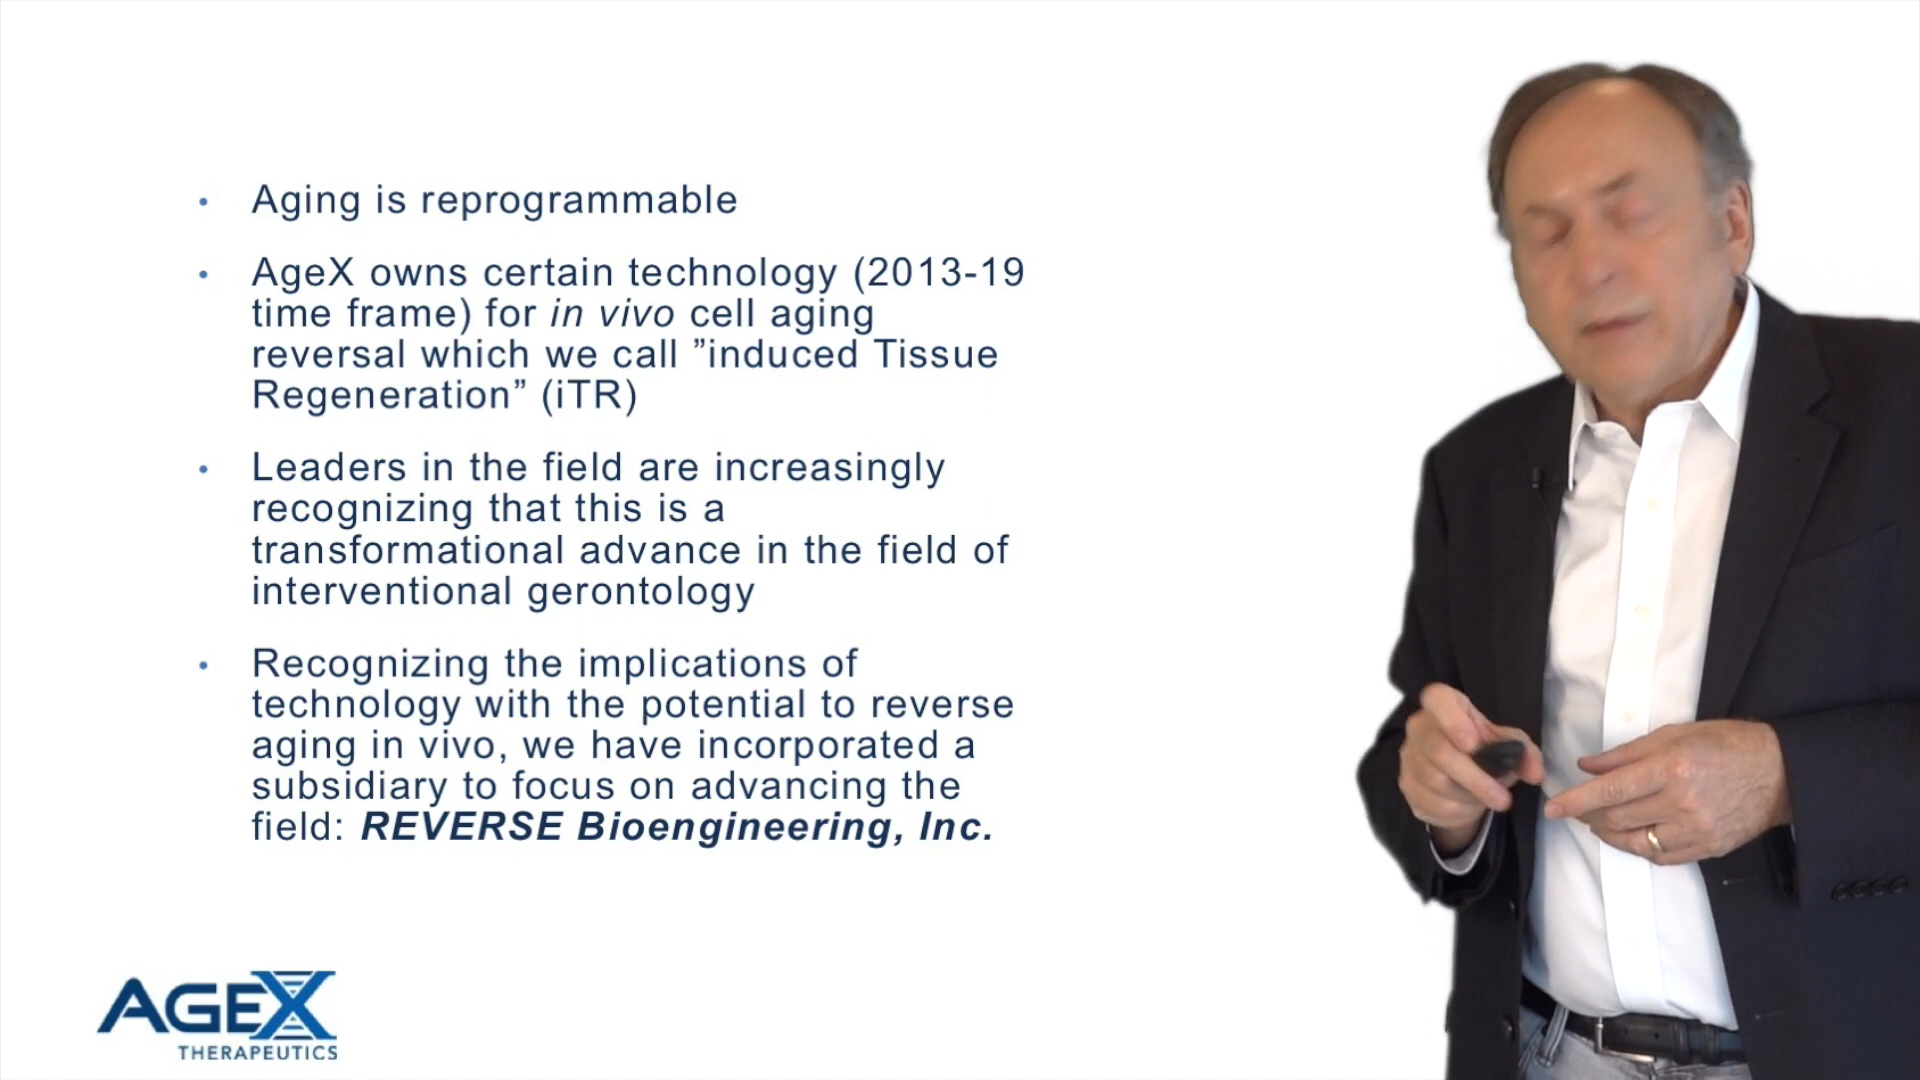 • Aging is reprogrammable
• AgeX owns certain technology (2013-19
time frame) for in vivo cell aging
reversal which we call ”induced Tissue
Regeneration” (iTR)
• Leaders in the field are increasingly
recognizing that this is a
transformational advance in the field of
interventional gerontology
• Recognizing the implications of
technology with the potential to reverse
aging in vivo, we have incorporated a
subsidiary to focus on advancing the
field: REVERSE Bioengineering, Inc.
AGEX
THERAPEUTICS